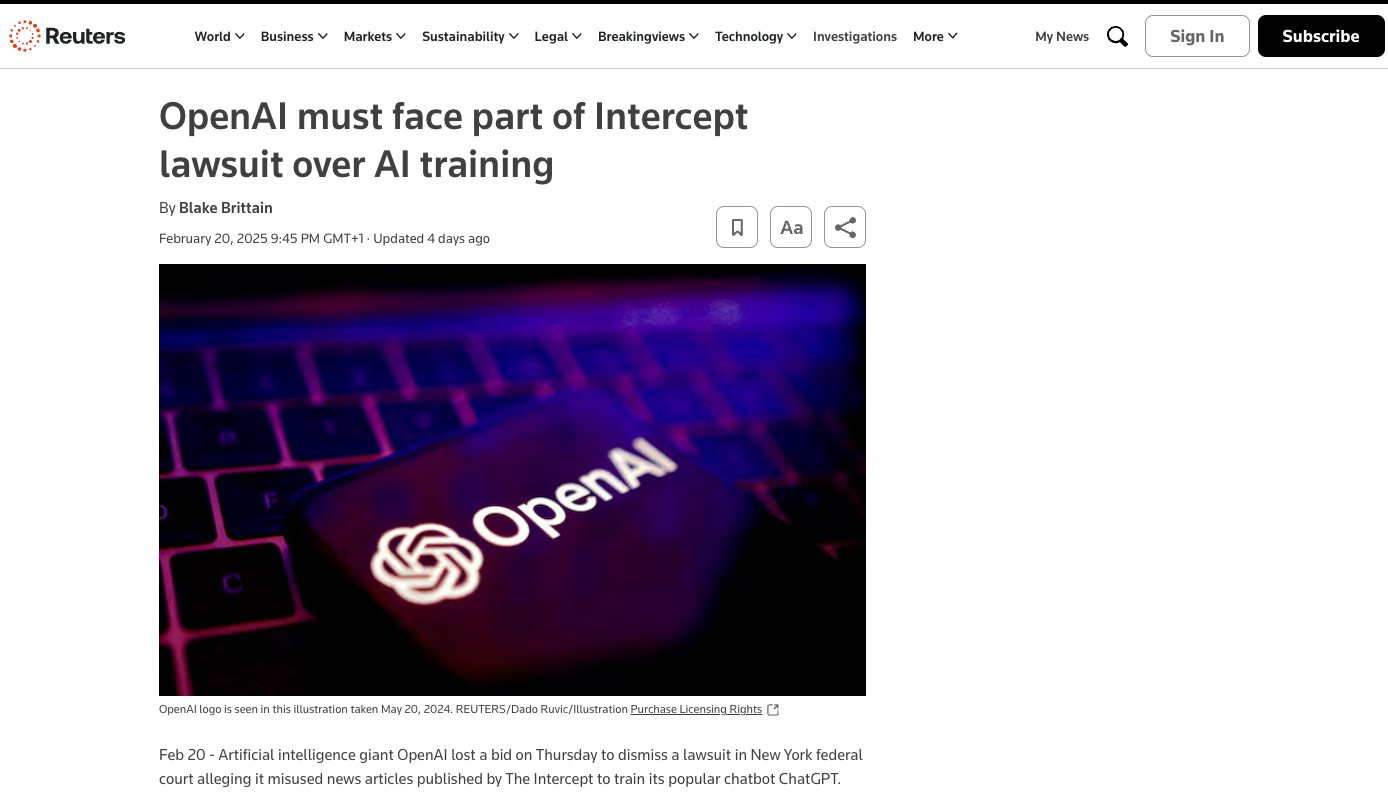 Reuters
World Business Markets Sustainability Legal Breakingviews Technology Investigations More
My News Sign In Subscribe
OpenAI must face part of Intercept
lawsuit over AI training
By Blake Brittain
February 20, 2025 9:45 PM GMT+1 · Updated 4 days ago
Aa
F
OpenAI
C
OpenAI logo is seen in this illustration taken May 20, 2024. REUTERS/Dado Ruvic/Illustration Purchase Licensing Rights
Feb 20 - Artificial intelligence giant OpenAI lost a bid on Thursday to dismiss a lawsuit in New York federal
court alleging it misused news articles published by The Intercept to train its popular chatbot ChatGPT.